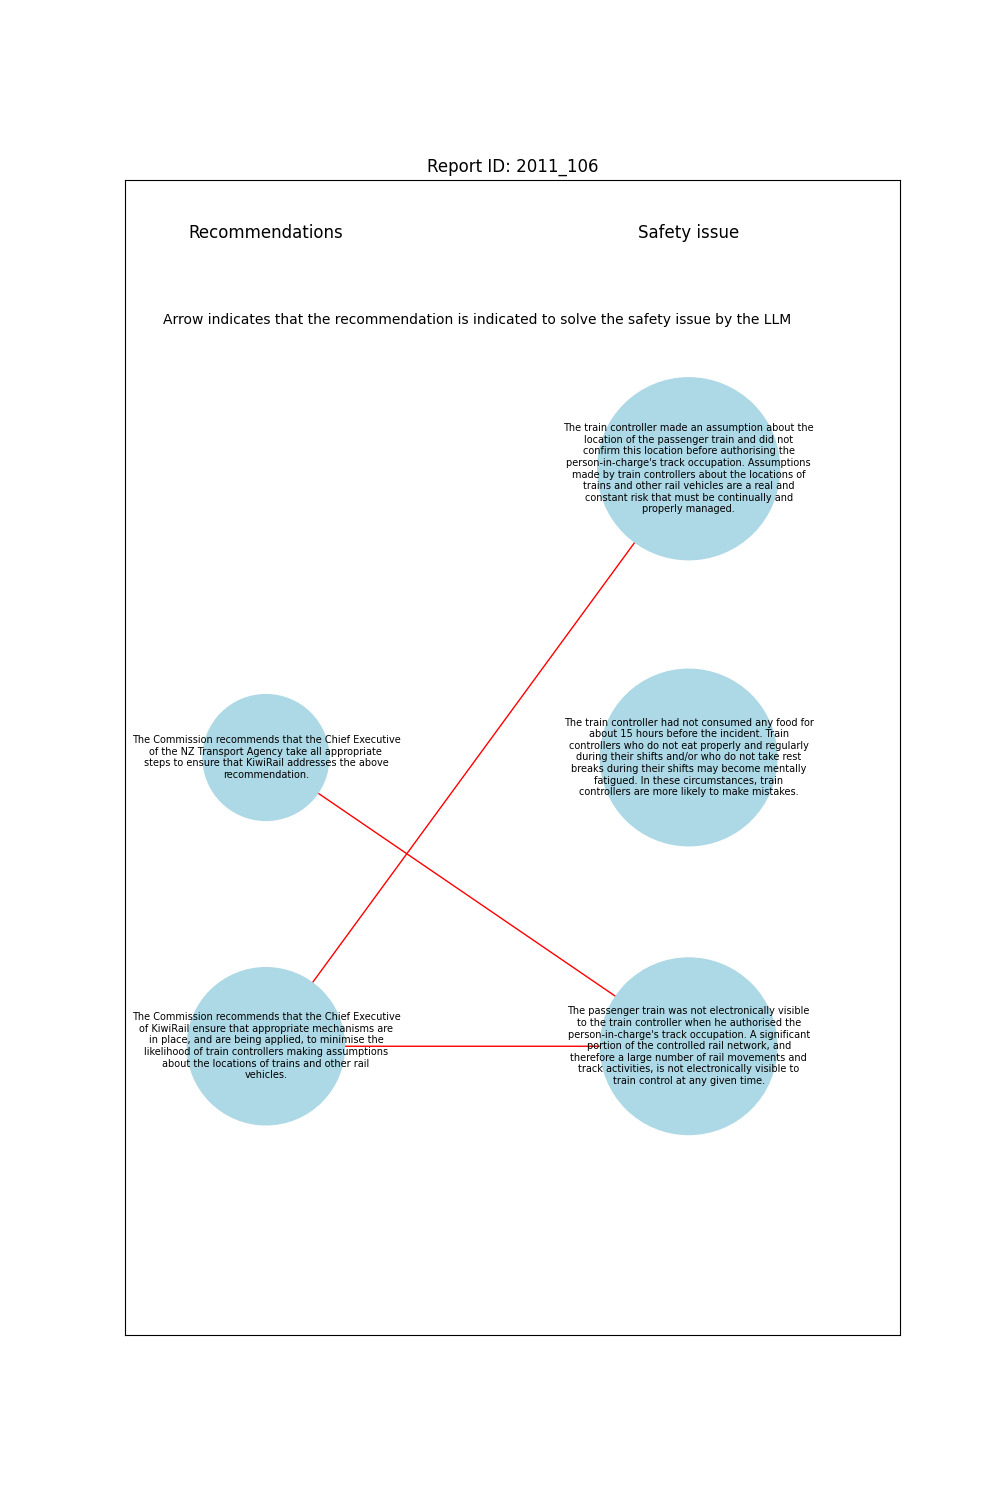 Report ID: 2011_106
Recommendations
Safety issue
Arrow indicates that the recommendation is indicated to solve the safety issue by the LLM
The train controller made an assumption about the
location of the passenger train and did not
confirm this location before authorising the
person-in-charge's track occupation. Assumptions
made by train controllers about the locations of
trains and other rail vehicles are a real and
constant risk that must be continually and
properly managed.
The Commission recommends that the Chief Executive
of the NZ Transport Agency take all appropriate
steps to ensure that KiwiRail addresses the above
recommendation.
The train controller had not consumed any food for
about 15 hours before the incident. Train
controllers who do not eat properly and regularly
during their shifts and/or who do not take rest
breaks during their shifts may become mentally
fatigued. In these circumstances, train
controllers are more likely to make mistakes.
The Commission recommends that the Chief Executive
of KiwiRail ensure that appropriate mechanisms are
in place, and are being applied, to minimise the
likelihood of train controllers making assumptions
about the locations of trains and other rail
vehicles.
The passenger train was not electronically visible
to the train controller when he authorised the
person-in-charge's track occupation. A significant
portion of the controlled rail network, and
therefore a large number of rail movements and
track activities, is not electronically visible to
train control at any given time.